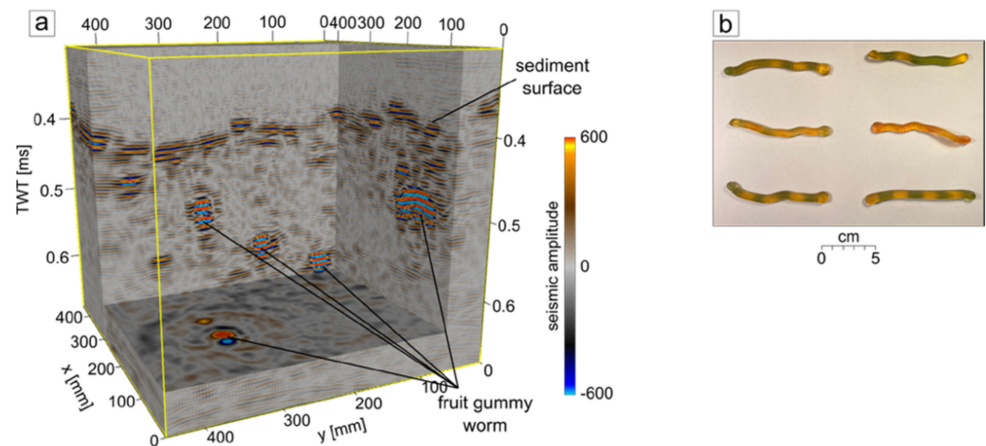 a
400 300 200 100 0 400 300 200 100 0
sediment
surface
0.4
0.5
0.6
TWT [ms]
0.4
0.5
0.6
600
0
-600
seismic amplitude
400
300
200
100
0
x [mm]
400
300
200
100
0
y [mm]
fruit gummy
worm
b
cm
0 5